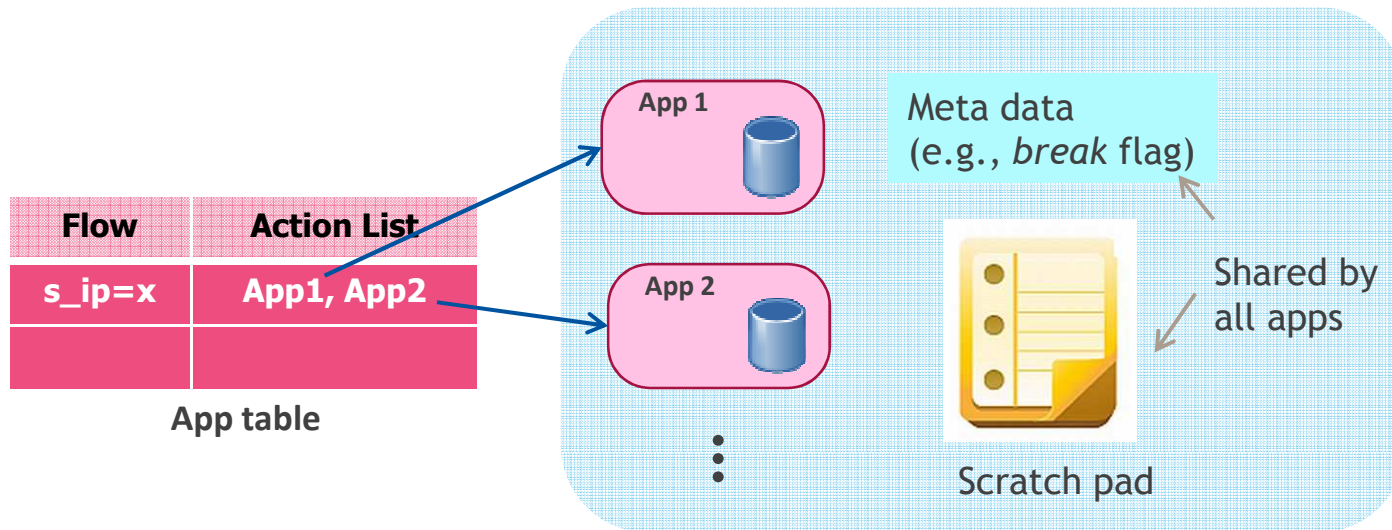 Flow
Action List
s_ip=x
App1, App2
App table
App 1
App 2
Meta data
(e.g., break flag)
Shared by
all apps
Scratch pad